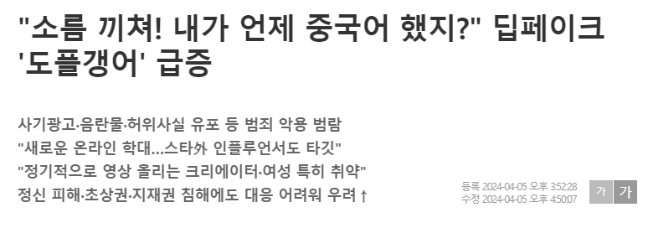 "소름 끼쳐! 내가 언제 중국어 했지?" 딥페이크
'도플갱어' 급증
사기광고·음란물·허위사실 유포 등 범죄 악용 범람
"새로운 온라인 학대…스타外 인플루언서도 타깃"
"정기적으로 영상 올리는 크리에이터·여성 특히 취약"
정신 피해·초상권·지재권 침해에도 대응 어려워 우려↑
등록 2024-04-05 오후 3:52:28
수정 2024-04-05 오후 4:50:07
가 가